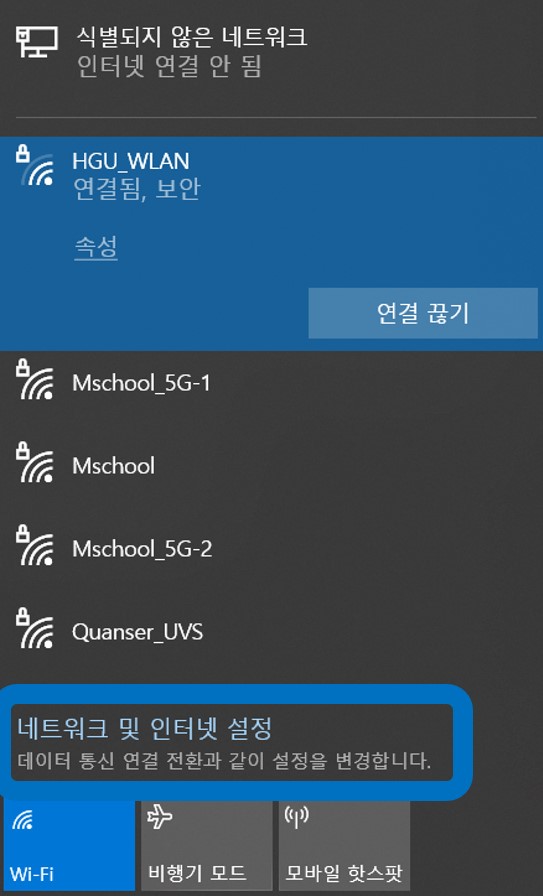 식별되지 않은 네트워크
인터넷 연결 안 됨
HGU_WLAN
연결됨, 보안
속성
연결 끊기
Mschool_5G-1
Mschool
Mschool_5G-2
Quanser_UVS
네트워크 및 인터넷 설정
데이터 통신 연결 전환과 같이 설정을 변경합니다.
Wi-Fi
비행기 모드
모바일 핫스팟